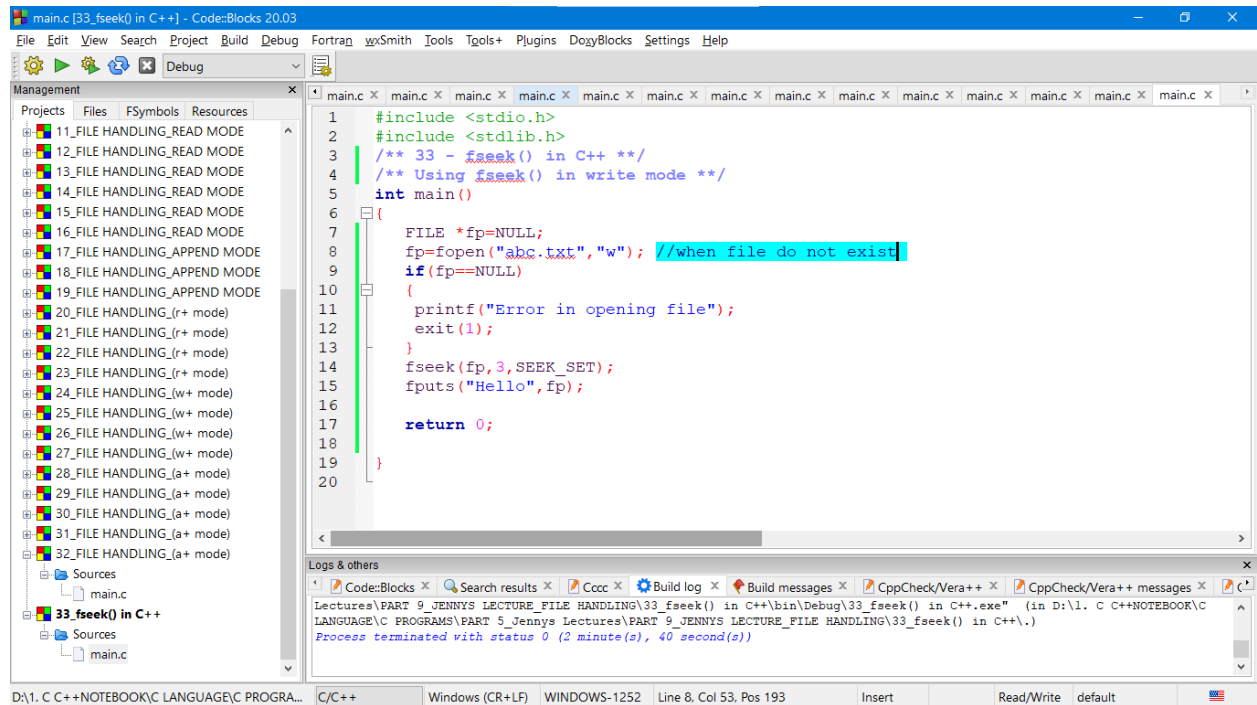 main.c [33_fseek() in C++] - Code::Blocks 20.03
File Edit View Search Project Build Debug Fortran wxSmith Tools Tools+ Plugins DoxyBlocks Settings Help
Debug
Management
Projects Files FSymbols Resources
11_FILE HANDLING_READ MODE
12_FILE HANDLING_READ MODE
13_FILE HANDLING_READ MODE
14_FILE HANDLING_READ MODE
15_FILE HANDLING_READ MODE
16_FILE HANDLING_READ MODE
17_FILE HANDLING_APPEND MODE
18_FILE HANDLING_APPEND MODE
19_FILE HANDLING_APPEND MODE
20_FILE HANDLING_(r+ mode)
21_FILE HANDLING_(r+ mode)
22_FILE HANDLING_(r+ mode)
23_FILE HANDLING_(r+ mode)
24_FILE HANDLING_(w+ mode)
25_FILE HANDLING_(w+ mode)
26_FILE HANDLING_(w+ mode)
27_FILE HANDLING_(w+ mode)
28_FILE HANDLING_(a+ mode)
29_FILE HANDLING_(a+ mode)
30_FILE HANDLING_(a+ mode)
31_FILE HANDLING_(a+ mode)
32_FILE HANDLING_(a+ mode)
Sources
main.c
33_fseek() in C++
Sources
main.c
main.c main.c main.c main.c main.c main.c main.c main.c main.c main.c main.c main.c main.c main.c
1 #include <stdio.h>
2 #include <stdlib.h>
3 /** 33 - fseek() in C++ **/
4 /** Using fseek() in write mode **/
5 int main()
6 {
7 FILE *fp=NULL;
8 fp=fopen("abc.txt","w"); //when file do not exist
9 if(fp==NULL)
10 {
11 printf("Error in opening file");
12 exit(1);
13 }
14 fseek(fp,3,SEEK_SET);
15 fputs("Hello",fp);
16
17 return 0;
18
19 }
20
Logs & others
Code::Blocks Search results Cccc Build log Build messages CppCheck/Vera++ CppCheck/Vera++ messages
Lectures\PART 9_JENNYS LECTURE_FILE HANDLING\33_fseek() in C++\bin\Debug\33_fseek() in C++.exe" (in D:\1. C C++NOTEBOOK\C
LANGUAGE\C PROGRAMS\PART 5_Jennys Lectures\PART 9_JENNYS LECTURE_FILE HANDLING\33_fseek() in C++\.)
Process terminated with status 0 (2 minute(s), 40 second(s))
D:\1. C C++NOTEBOOK\C LANGUAGE\C PROGRA... C/C++ Windows (CR+LF) WINDOWS-1252 Line 8, Col 53, Pos 193 Insert Read/Write default